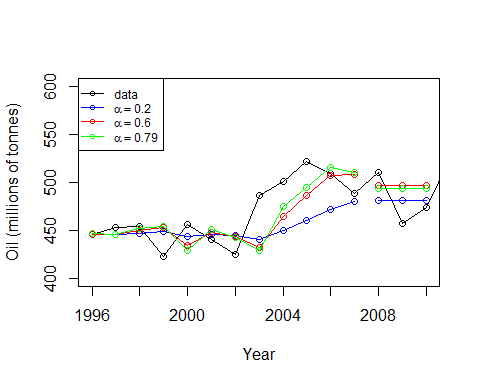 600
550
500
450
400
Oil (millions of tonnes)
data
α = 0.2
α = 0.6
α = 0.79
1996 2000 2004 2008
Year